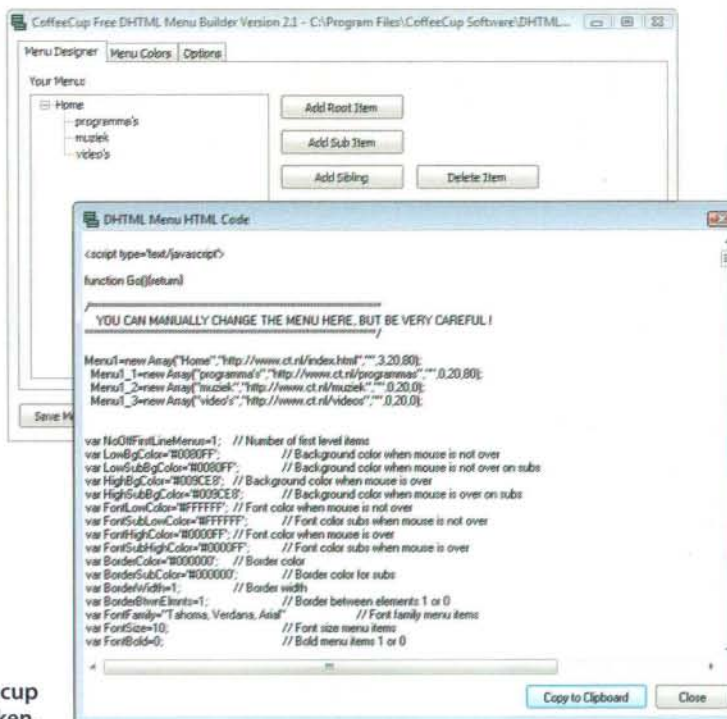 CoffeeCup Free DHTML Menu Builder Version 2.1 - C:\Program Files\CoffeeCup Software\DHTML...
Menu Designer Menu Colors Options
Your Menus
Home
programma's
muziek
video's
Add Root Item
Add Sub Item
Add Sibling Delete Item
Save
DHTML Menu HTML Code
<script type='text/javascript'>
function Go(){return}
YOU CAN MANUALLY CHANGE THE MENU HERE, BUT BE VERY CAREFUL !
Menu1=new Array("Home","http://www.ct.nl/index.html","",3,20,80);
Menu1_1=new Array("programma's","http://www.ct.nl/programmas","",0,20,80);
Menu1_2=new Array("muziek","http://www.ct.nl/muziek","",0,20,0);
Menu1_3=new Array("video's","http://www.ct.nl/videos","",0,20,0);
var NoOffFirstLineMenus=1; // Number of first level items
var LowBgColor='#0080FF'; // Background color when mouse is not over
var LowSubBgColor='#0080FF'; // Background color when mouse is not over on subs
var HighBgColor='#009CE8'; // Background color when mouse is over
var HighSubBgColor='#009CE8'; // Background color when mouse is over on subs
var FontLowColor='#FFFFFF'; // Font color when mouse is not over
var FontSubLowColor='#FFFFFF'; // Font color subs when mouse is not over
var FontHighColor='#0000FF'; // Font color when mouse is over
var FontSubHighColor='#0000FF'; // Font color subs when mouse is over
var BorderColor='#000000'; // Border color
var BorderSubColor='#000000'; // Border color for subs
var BorderWidth=1; // Border width
var BorderBtwnElmnts=1; // Border between elements 1 or 0
var FontFamily="Tahoma, Verdana, Arial" // Font family menu items
var FontSize=10; // Font size menu items
var FontBold=0; // Bold menu items 1 or 0
Copy to Clipboard Close
cup
ken